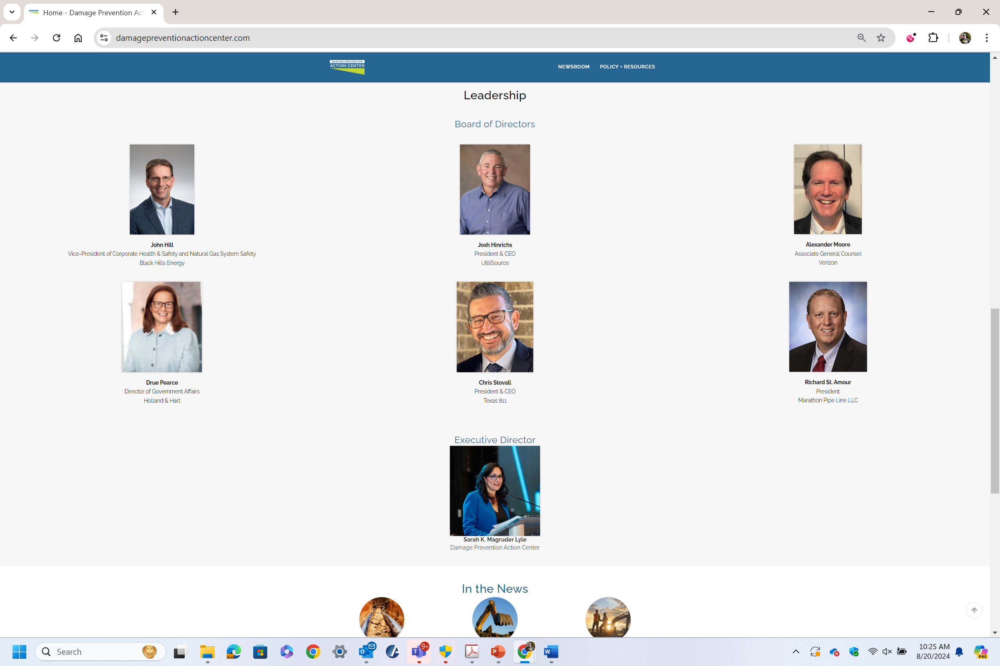 Home - Damage Prevention Act
damagepreventionactioncenter.com
DAMAGE PREVENTION
ACTION CENTER
NEWSROOM
POLICY + RESOURCES
Leadership
Board of Directors
John Hill
Vice-President of Corporate Health & Safety and Natural Gas System Safety
Black Hills Energy
Josh Hinrichs
President & CEO
UtiliSource
Alexander Moore
Associate General Counsel
Verizon
Drue Pearce
Director of Government Affairs
Holland & Hart
Chris Stovall
President & CEO
Texas 811
Richard St. Amour
President
Marathon Pipe Line LLC
Executive Director
Sarah K. Magruder Lyle
Damage Prevention Action Center
In the News
Search
9+
10:25 AM
8/20/2024
PRE